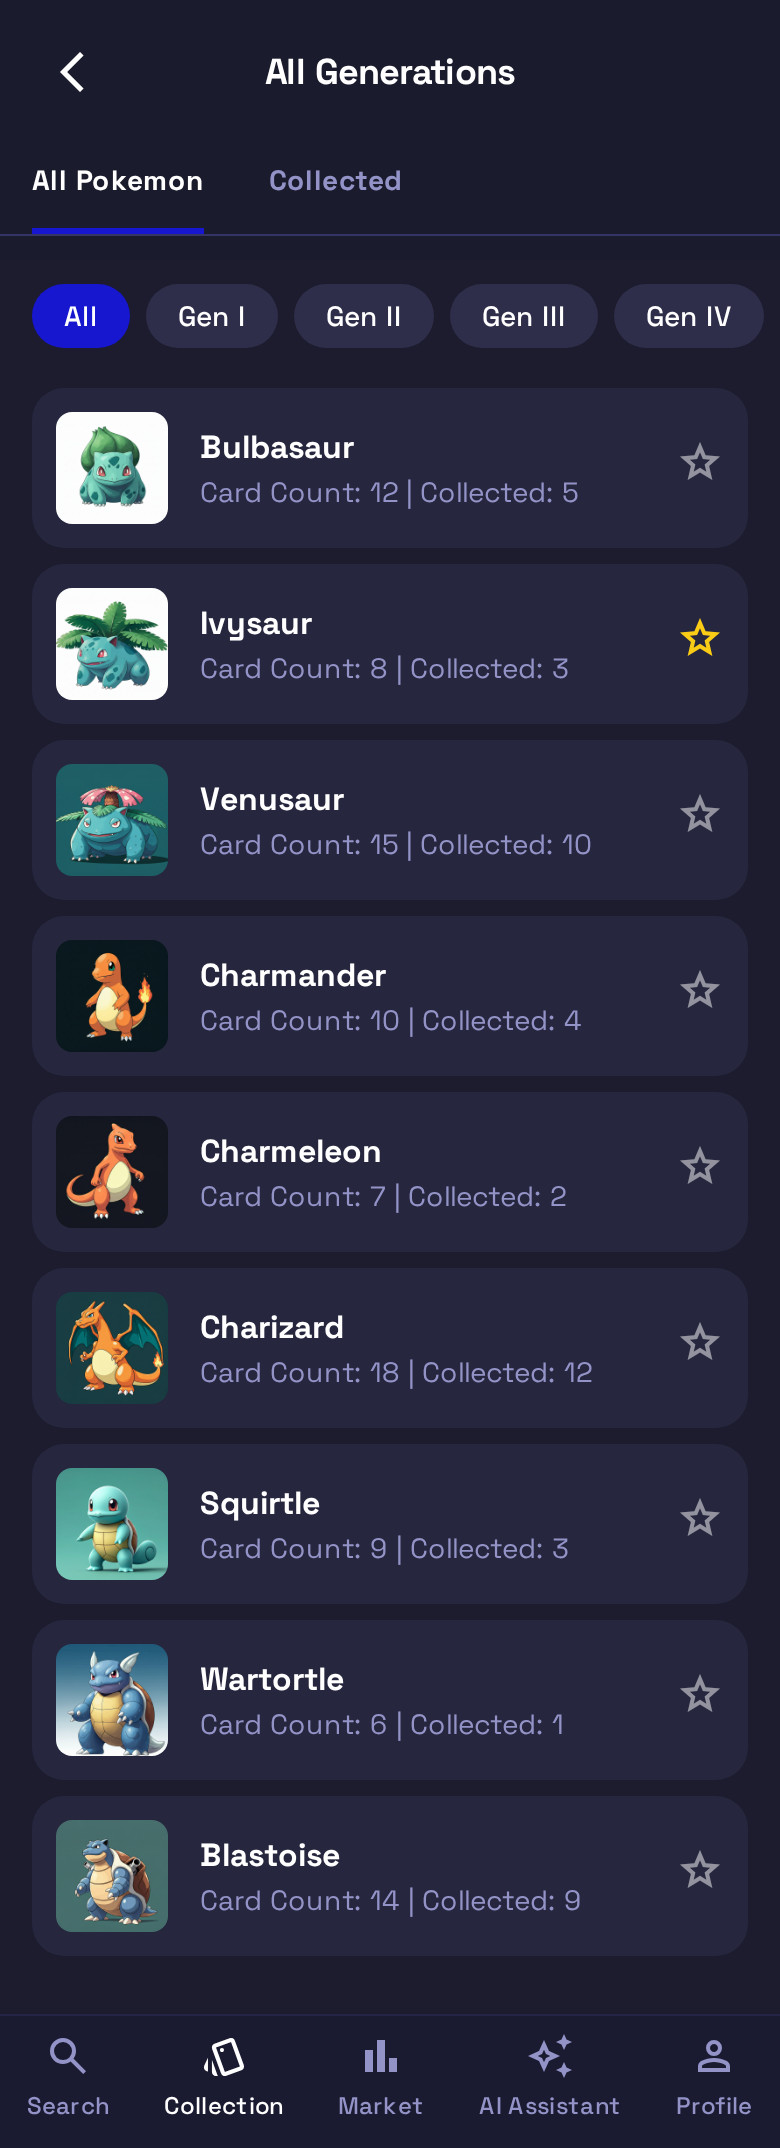 All Generations
All Pokemon
Collected
All
Gen I
Gen II
Gen III
Gen IV
Bulbasaur
Card Count: 12 | Collected: 5
Ivysaur
Card Count: 8 | Collected: 3
Venusaur
Card Count: 15 | Collected: 10
Charmander
Card Count: 10 | Collected: 4
Charmeleon
Card Count: 7 | Collected: 2
Charizard
Card Count: 18 | Collected: 12
Squirtle
Card Count: 9 | Collected: 3
Wartortle
Card Count: 6 | Collected: 1
Blastoise
Card Count: 14 | Collected: 9
Search
Collection
Market
AI Assistant
Profile